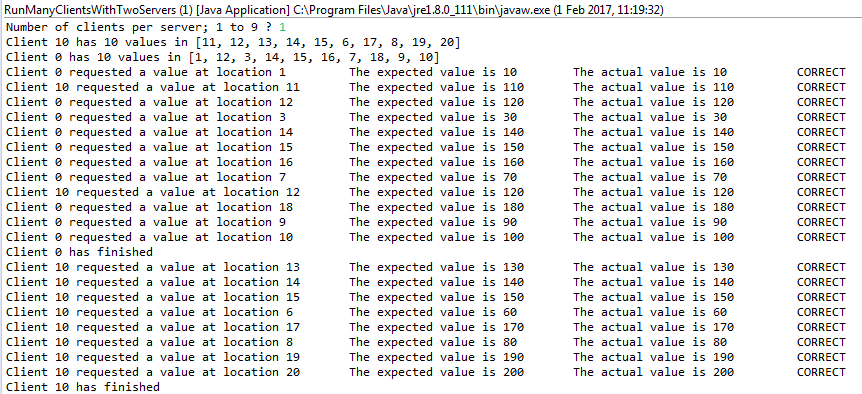 RunManyClientsWithTwoServers (1) [Java Application] C:\Program Files\Java\jre1.8.0_111\bin\javaw.exe (1 Feb 2017, 11:19:32)
Number of clients per server; 1 to 9 ? 1
Client 10 has 10 values in [11, 12, 13, 14, 15, 6, 17, 8, 19, 20]
Client 0 has 10 values in [1, 12, 3, 14, 15, 16, 7, 18, 9, 10]
Client 0 requested a value at location 1 The expected value is 10 The actual value is 10 CORRECT
Client 10 requested a value at location 11 The expected value is 110 The actual value is 110 CORRECT
Client 0 requested a value at location 12 The expected value is 120 The actual value is 120 CORRECT
Client 0 requested a value at location 3 The expected value is 30 The actual value is 30 CORRECT
Client 0 requested a value at location 14 The expected value is 140 The actual value is 140 CORRECT
Client 0 requested a value at location 15 The expected value is 150 The actual value is 150 CORRECT
Client 0 requested a value at location 16 The expected value is 160 The actual value is 160 CORRECT
Client 0 requested a value at location 7 The expected value is 70 The actual value is 70 CORRECT
Client 10 requested a value at location 12 The expected value is 120 The actual value is 120 CORRECT
Client 0 requested a value at location 18 The expected value is 180 The actual value is 180 CORRECT
Client 0 requested a value at location 9 The expected value is 90 The actual value is 90 CORRECT
Client 0 requested a value at location 10 The expected value is 100 The actual value is 100 CORRECT
Client 0 has finished
Client 10 requested a value at location 13 The expected value is 130 The actual value is 130 CORRECT
Client 10 requested a value at location 14 The expected value is 140 The actual value is 140 CORRECT
Client 10 requested a value at location 15 The expected value is 150 The actual value is 150 CORRECT
Client 10 requested a value at location 6 The expected value is 60 The actual value is 60 CORRECT
Client 10 requested a value at location 17 The expected value is 170 The actual value is 170 CORRECT
Client 10 requested a value at location 8 The expected value is 80 The actual value is 80 CORRECT
Client 10 requested a value at location 19 The expected value is 190 The actual value is 190 CORRECT
Client 10 requested a value at location 20 The expected value is 200 The actual value is 200 CORRECT
Client 10 has finished